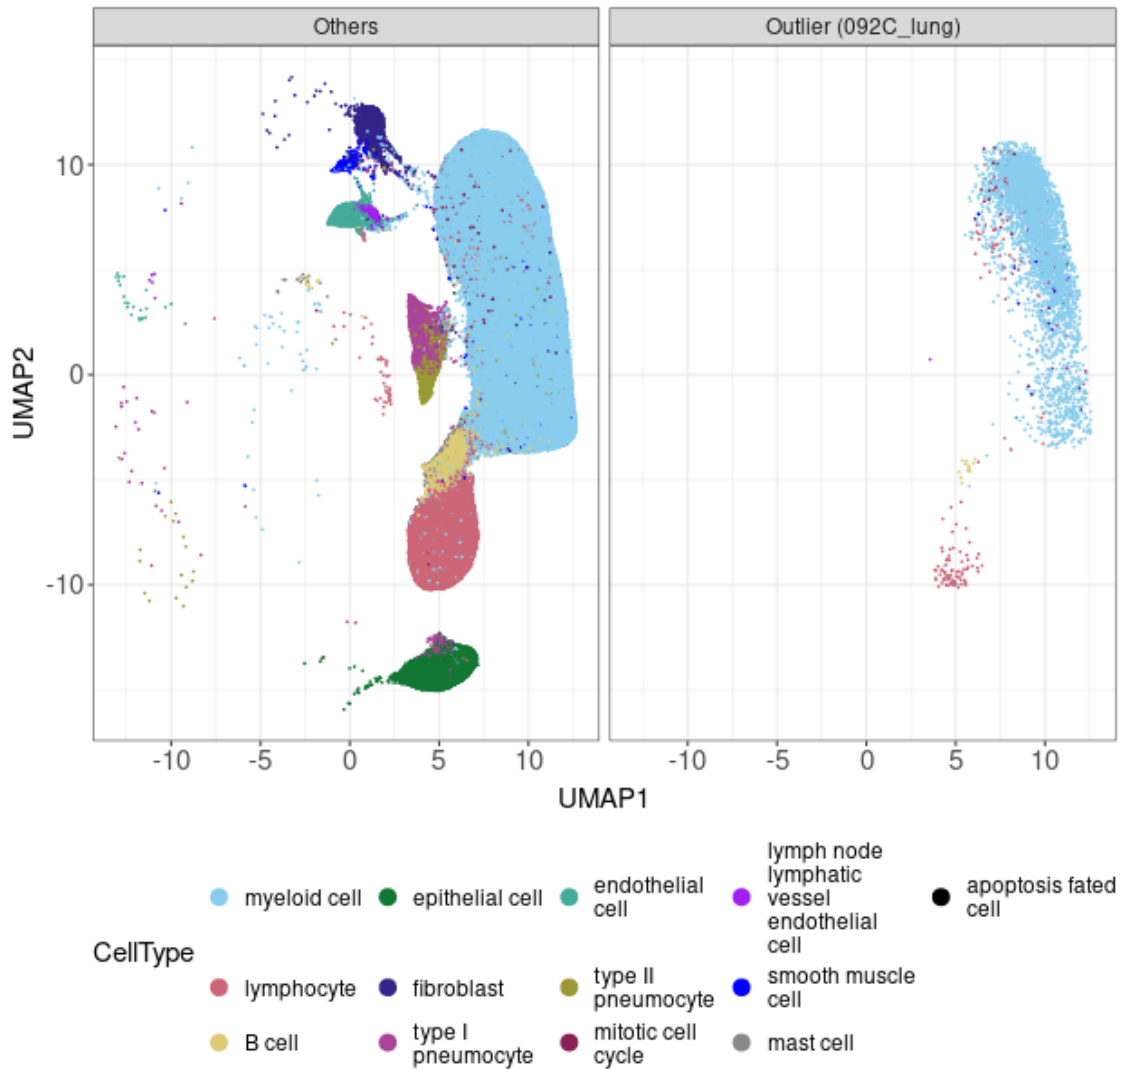 Others
Outlier (092C_lung)
UMAP2
10
0
-10
-10
-5
0
5
10
-10
-5
0
5
10
UMAP1
CellType
myeloid cell
epithelial cell
endothelial
cell
lymph node
lymphatic
vessel
endothelial
cell
apoptosis fated
cell
lymphocyte
fibroblast
type II
pneumocyte
smooth muscle
cell
B cell
type I
pneumocyte
mitotic cell
cycle
mast cell